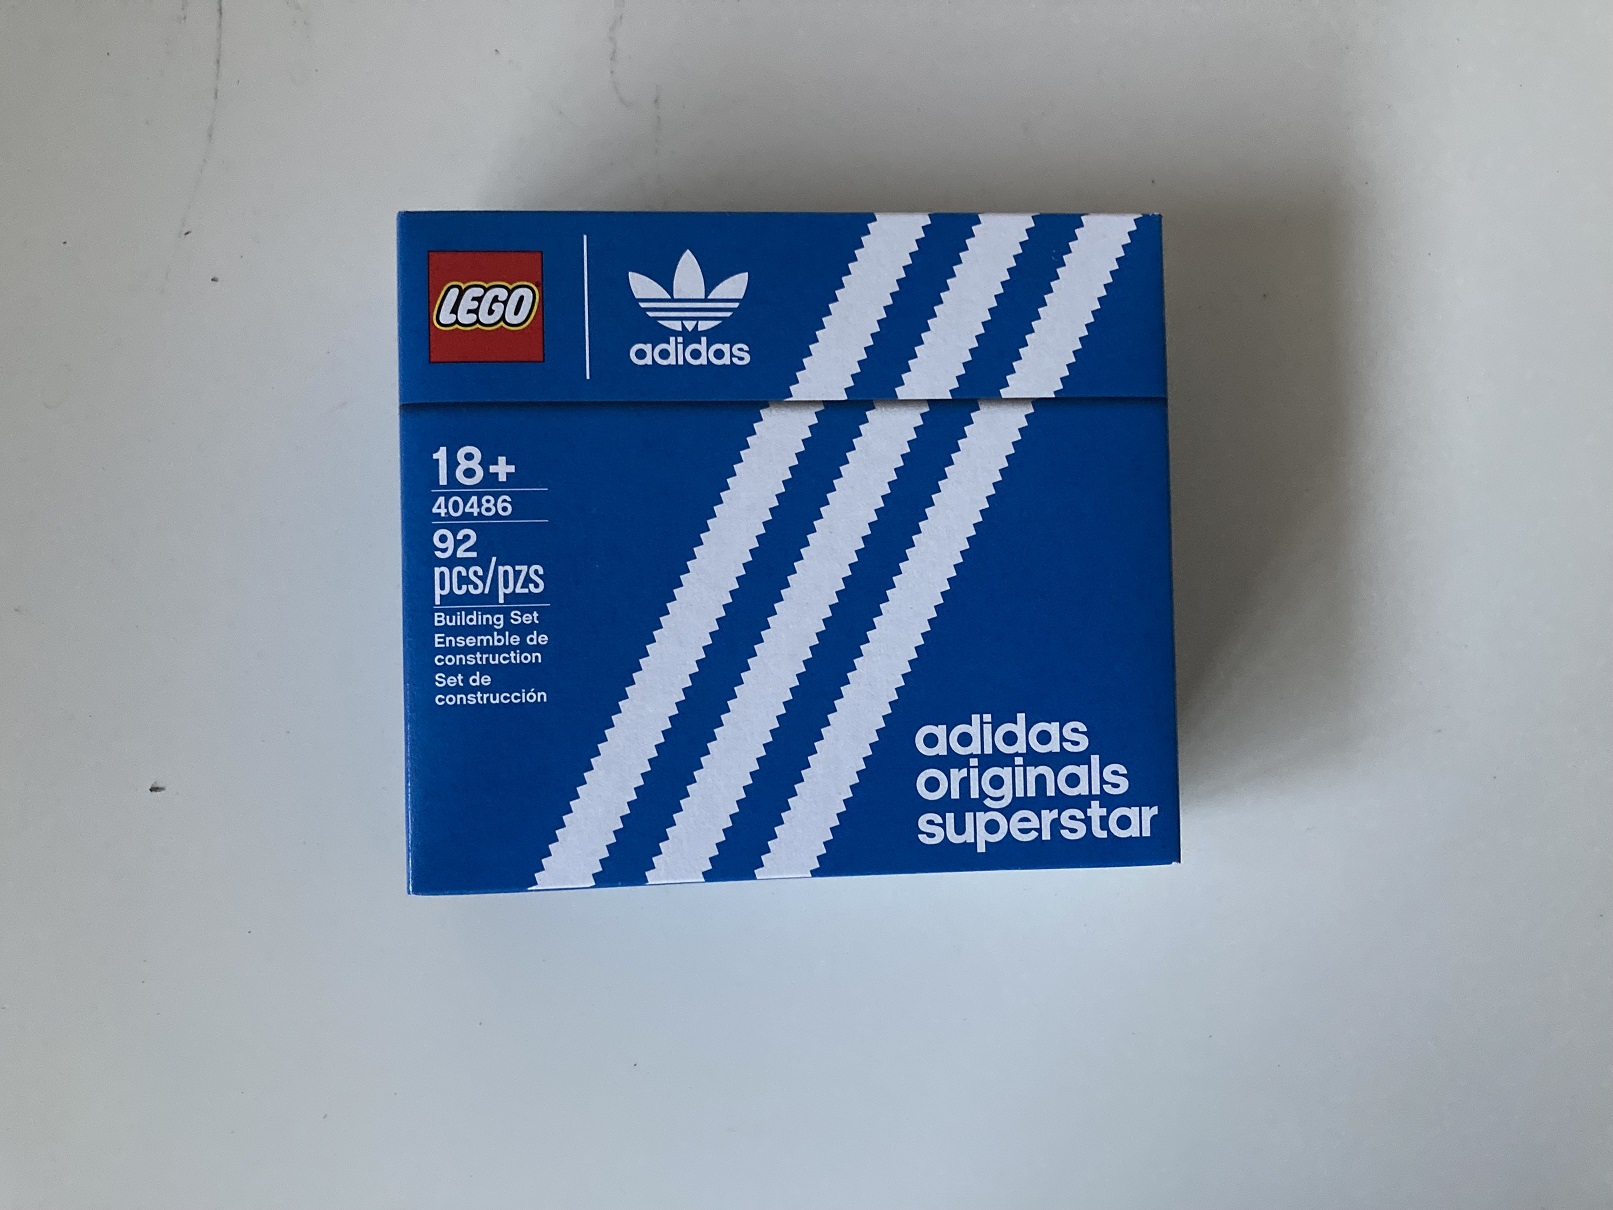 LEGO
adidas
18+
40486
92
pcs/pzs
Building Set
Ensemble de
construction
Set de
construcción
adidas
originals
superstar